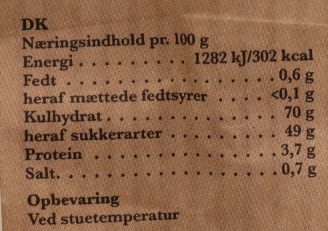 DK
Næringsindhold pr. 100 g
Energi . . . . . . . . . 1282 kJ/302 kcal
Fedt . . . . . . . . . . . . . . . . . . 0,6 g
heraf mættede fedtsyrer . . . . <0,1 g
Kulhydrat . . . . . . . . . . . . . . 70 g
heraf sukkerarter . . . . . . . . 49 g
Protein . . . . . . . . . . . . . . . 3,7 g
Salt. . . . . . . . . . . . . . . . . . 0,7 g
Opbevaring
Ved stuetemperatur